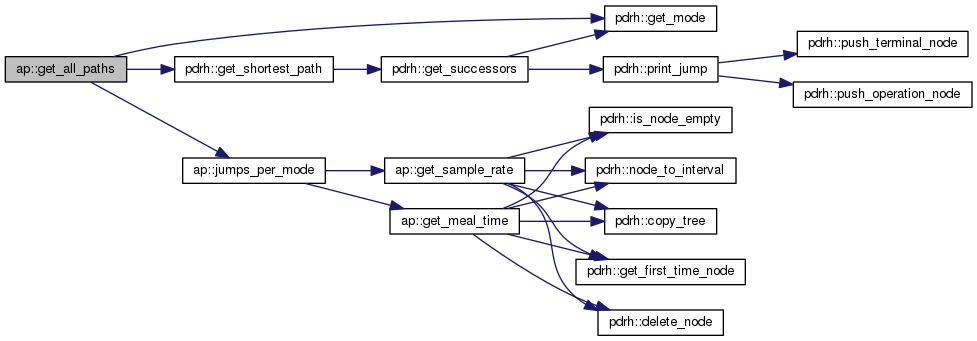 pdrh::get_mode
pdrh::push_terminal_node
ap::get_all_paths
pdrh::get_shortest_path
pdrh::get_successors
pdrh::print_jump
pdrh::push_operation_node
pdrh::is_node_empty
ap::jumps_per_mode
ap::get_sample_rate
pdrh::node_to_interval
ap::get_meal_time
pdrh::copy_tree
pdrh::get_first_time_node
pdrh::delete_node